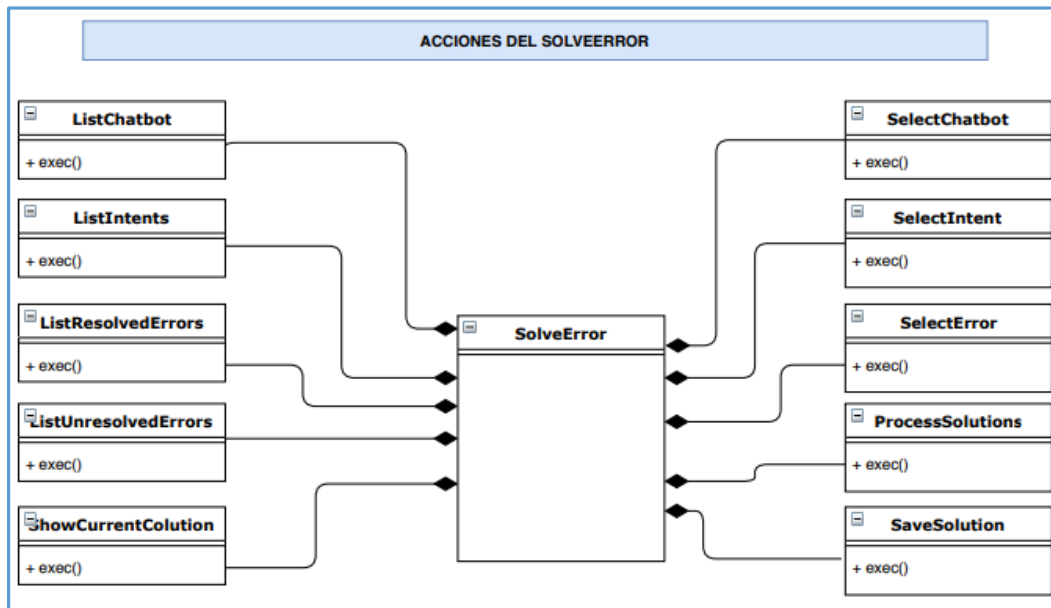 ACCIONES DEL SOLVEERROR
ListChatbot
+ exec()
ListIntents
+ exec()
ListResolvedErrors
+ exec()
ListUnresolvedErrors
+ exec()
ShowCurrentColution
+ exec()
SolveError
SelectChatbot
+ exec()
SelectIntent
+ exec()
SelectError
+ exec()
ProcessSolutions
+ exec()
SaveSolution
+ exec()